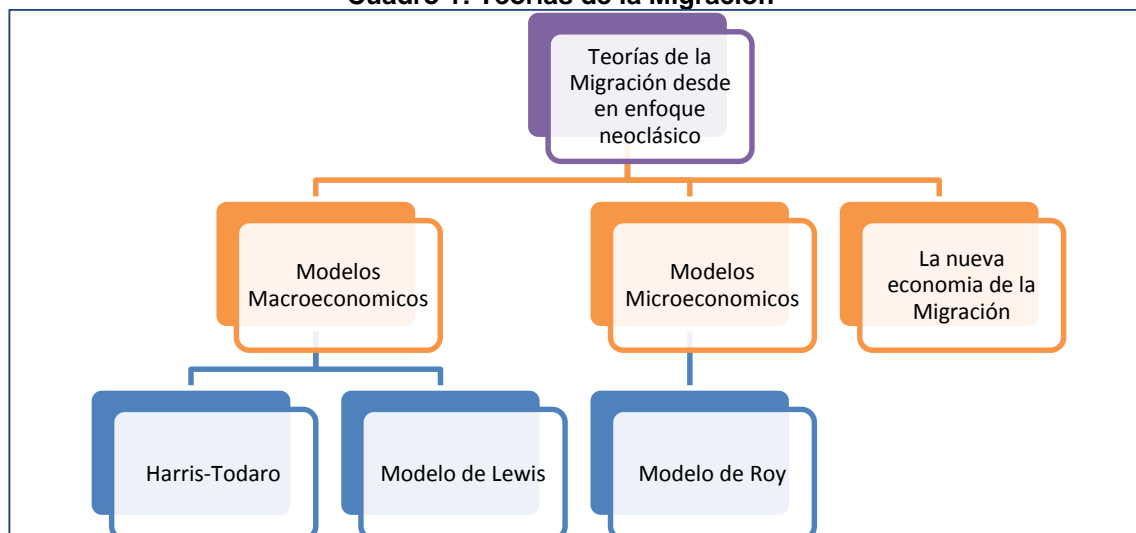 Cuadro 1: Teorías de la Migración
Teorías de la
Migración desde
en enfoque
neoclásico
Modelos
Macroeconomicos
Modelos
Microeconomicos
La nueva
economia de la
Migración
Harris-Todaro
Modelo de Lewis
Modelo de Roy